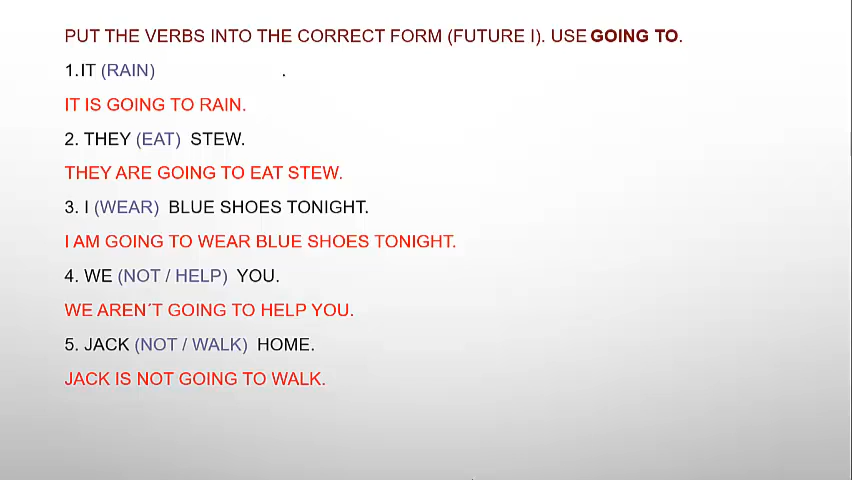 PUT THE VERBS INTO THE CORRECT FORM (FUTURE I). USE GOING TO.
1.IT (RAIN) .
IT IS GOING TO RAIN.
2. THEY (EAT) STEW.
THEY ARE GOING TO EAT STEW.
3. I (WEAR) BLUE SHOES TONIGHT.
I AM GOING TO WEAR BLUE SHOES TONIGHT.
4. WE (NOT / HELP) YOU.
WE AREN´T GOING TO HELP YOU.
5. JACK (NOT / WALK) HOME.
JACK IS NOT GOING TO WALK.